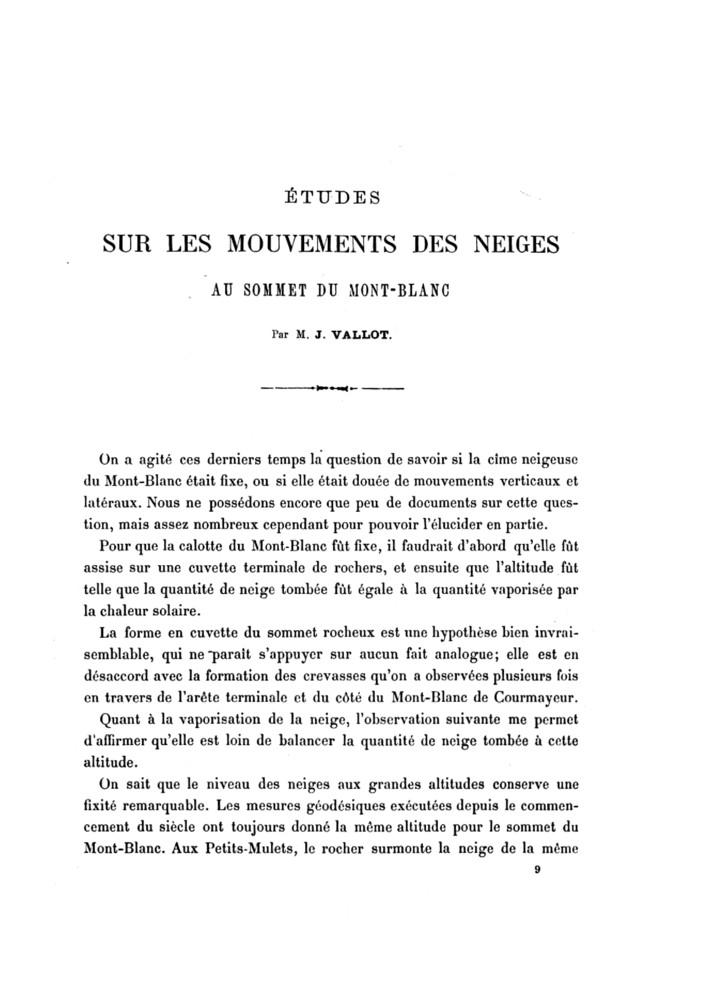 ÉTUDES
SUR LES MOUVEMENTS DES NEIGES
AU SOMMET DU MONT-BLANC
Par M. J. VALLOT.
On a agité ces derniers temps la question de savoir si la cîme neigeuse
du Mont-Blanc était fixe, ou si elle était douée de mouvements verticaux et
latéraux. Nous ne possédons encore que peu de documents sur cette ques-
tion, mais assez nombreux cependant pour pouvoir l'élucider en partie.
Pour que la calotte du Mont-Blanc fût fixe, il faudrait d'abord qu'elle fût
assise sur une cuvette terminale de rochers, et ensuite que l'altitude fût
telle que la quantité de neige tombée fût égale à la quantité vaporisée par
la chaleur solaire.
La forme en cuvette du sommet rocheux est une hypothèse bien invrai-
semblable, qui ne paraît s'appuyer sur aucun fait analogue; elle est en
désaccord avec la formation des crevasses qu'on a observées plusieurs fois
en travers de l'arête terminale et du côté du Mont-Blanc de Courmayeur.
Quant à la vaporisation de la neige, l'observation suivante me permet
d'affirmer qu'elle est loin de balancer la quantité de neige tombée à cette
altitude.
On sait que le niveau des neiges aux grandes altitudes conserve une
fixité remarquable. Les mesures géodésiques exécutées depuis le commen-
cement du siècle ont toujours donné la même altitude pour le sommet du
Mont-Blanc. Aux Petits-Mulets, le rocher surmonte la neige de la même
9